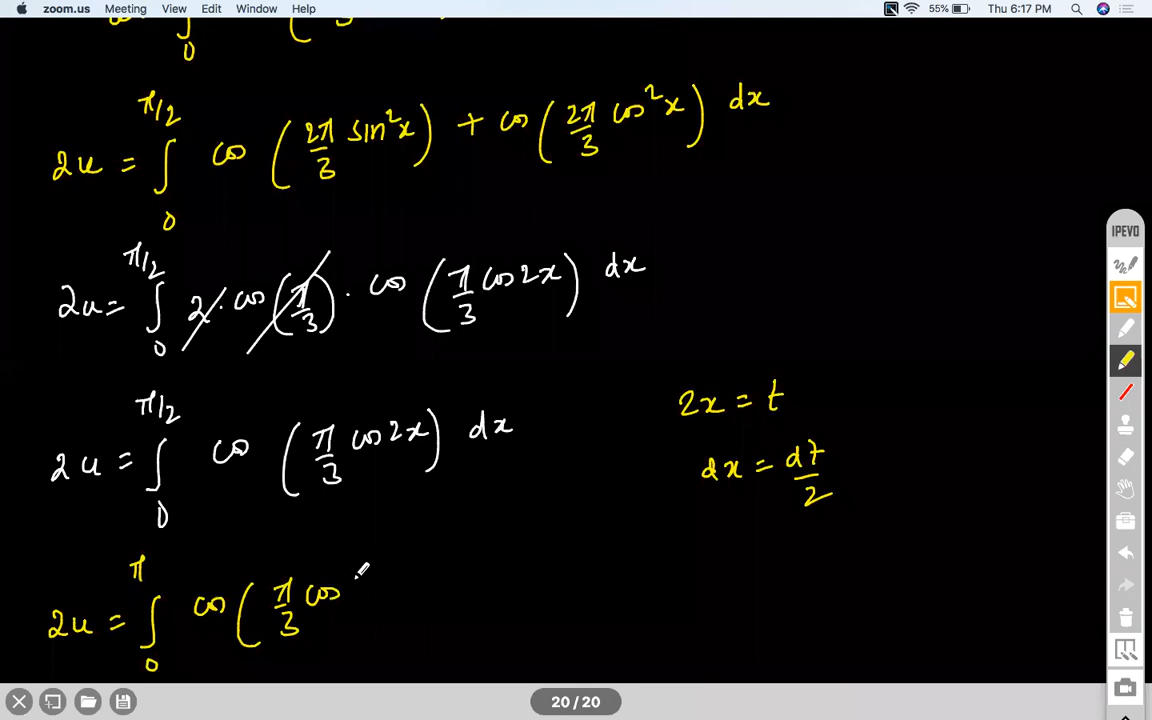 zoom.us Meeting View Edit Window Help 55% Thu 6:17 PM
0
2u = ∫₀^{π/2} cos (2π/3 sin²x) + cos (2π/3 cos²x) dx
2u = ∫₀^{π/2} 2 · cos (π/3) · cos (π/3 cos2x) dx
2u = ∫₀^{π/2} cos (π/3 cos2x) dx
2x = t
dx = dt/2
2u = ∫₀^{π} cos (π/3 cos
20 / 20
IPEVO